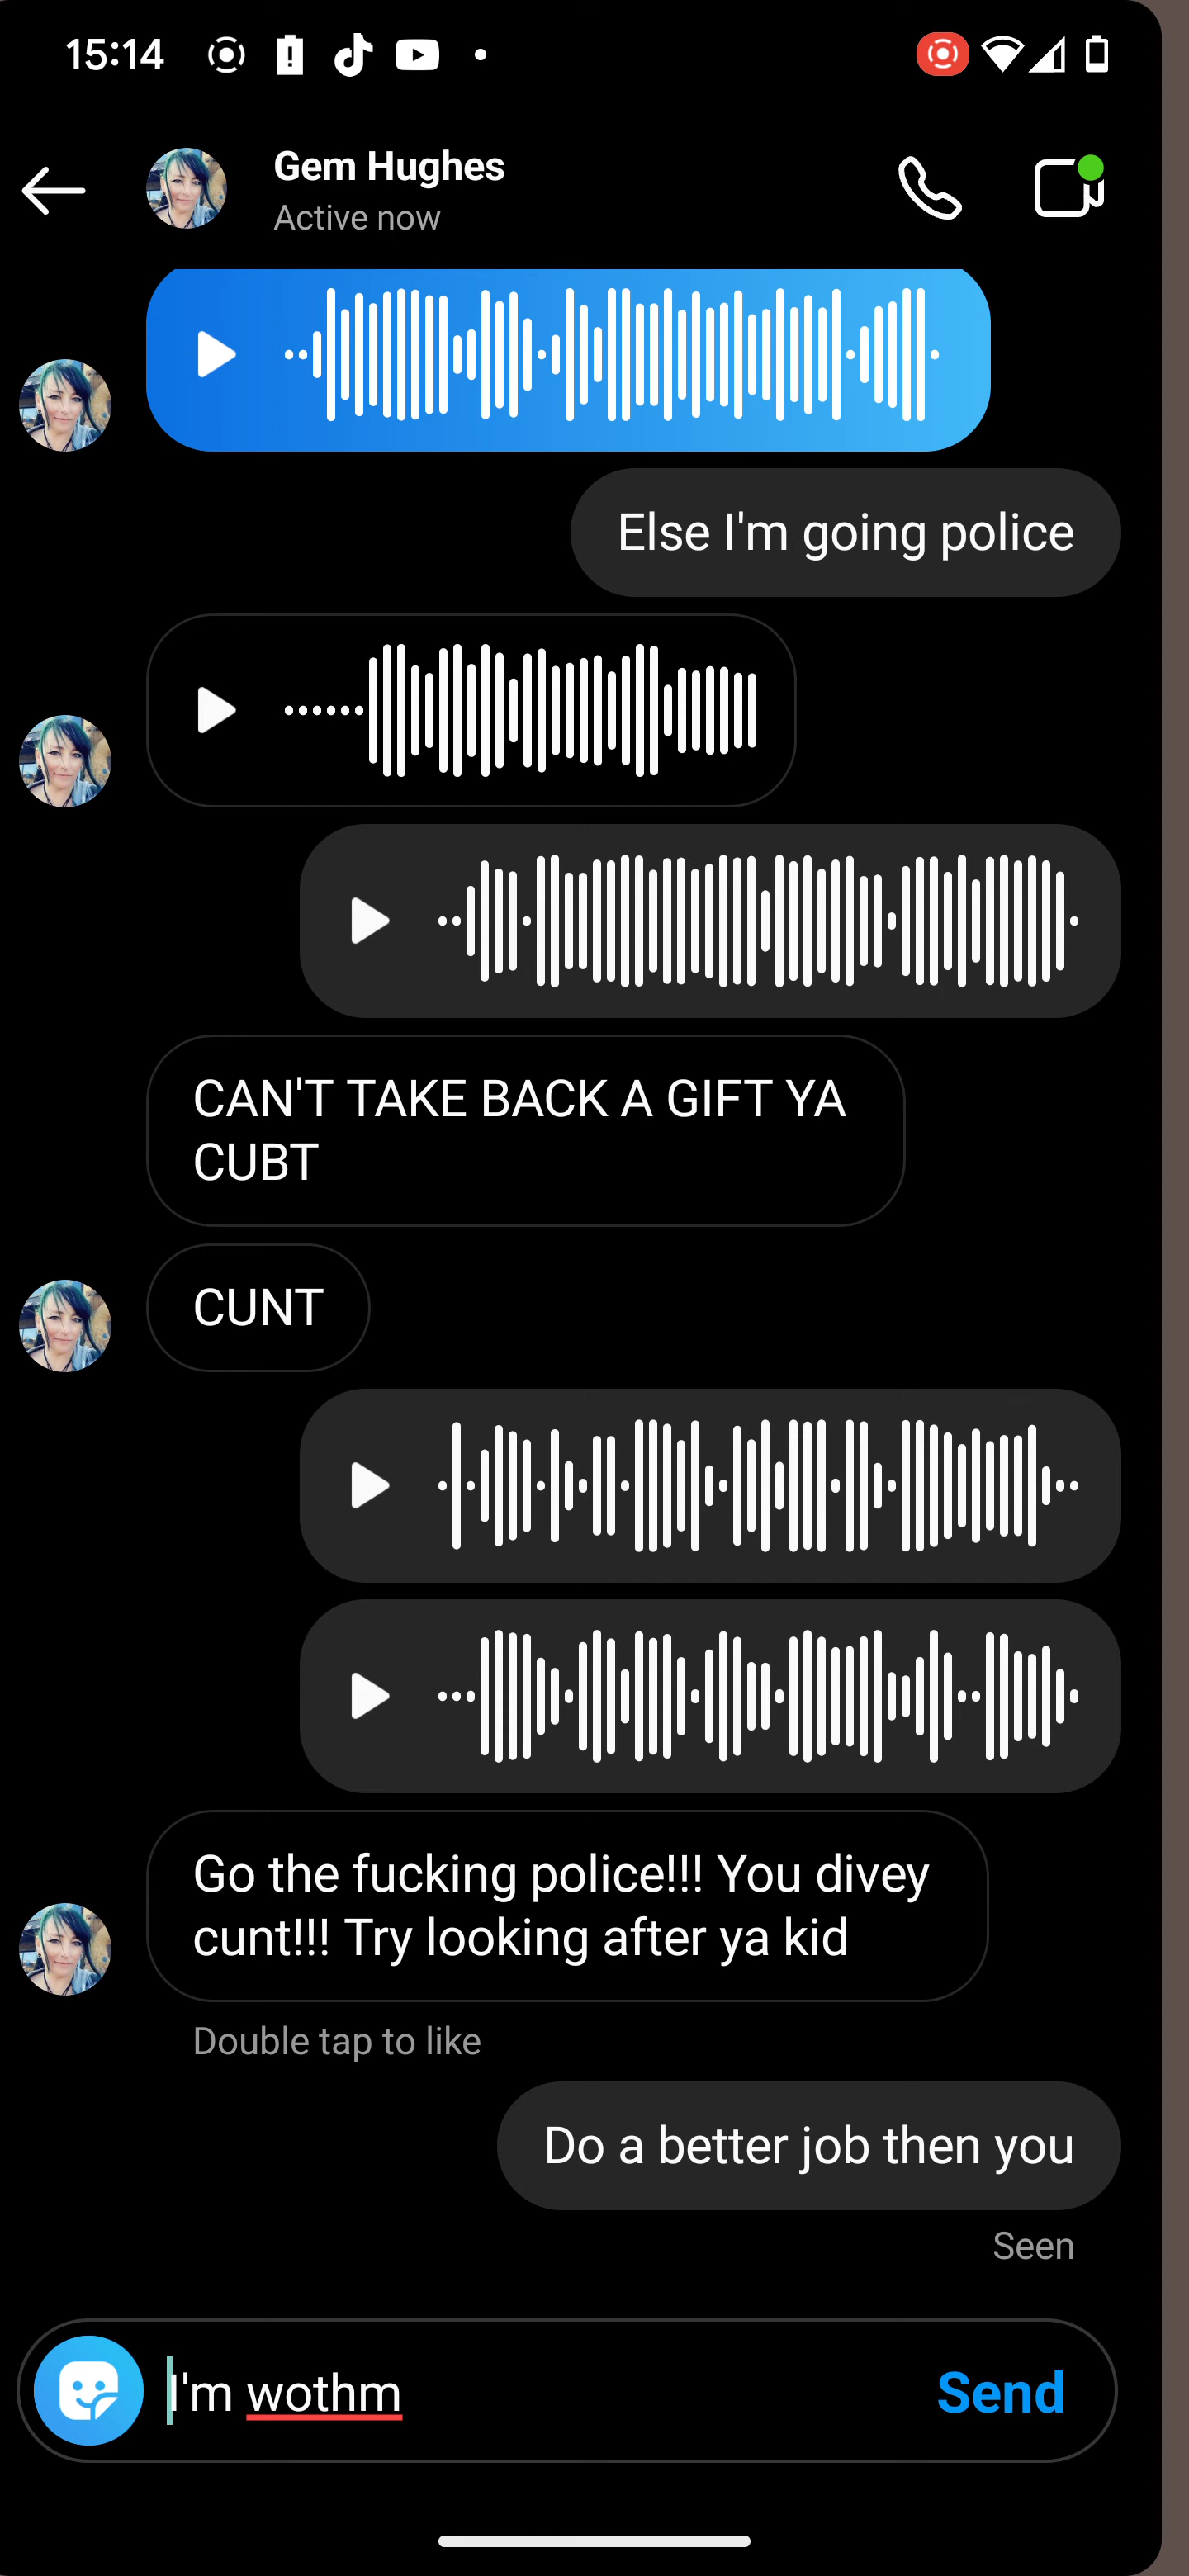 15:14
Gem Hughes
Active now
Else I'm going police
CAN'T TAKE BACK A GIFT YA
CUBT
CUNT
Go the fucking police!!! You divey
cunt!!! Try looking after ya kid
Double tap to like
Do a better job then you
Seen
I'm wothm
Send